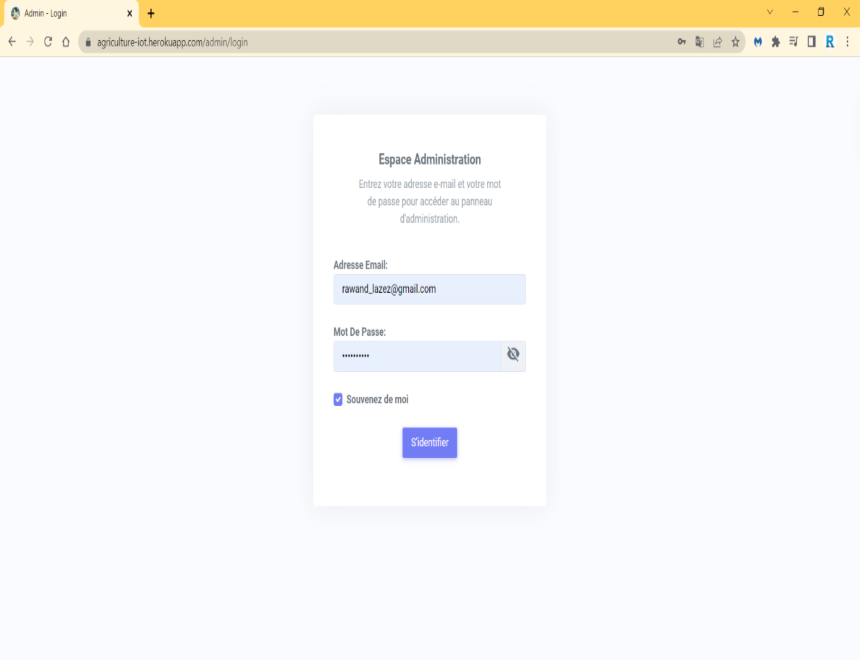 Admin - Login
agriculture-iot.herokuapp.com/admin/login
R
Espace Administration
Entrez votre adresse e-mail et votre mot
de passe pour accéder au panneau
d'administration.
Adresse Email:
rawand_lazez@gmail.com
Mot De Passe:
••••••••••
Souvenez de moi
S'identifier